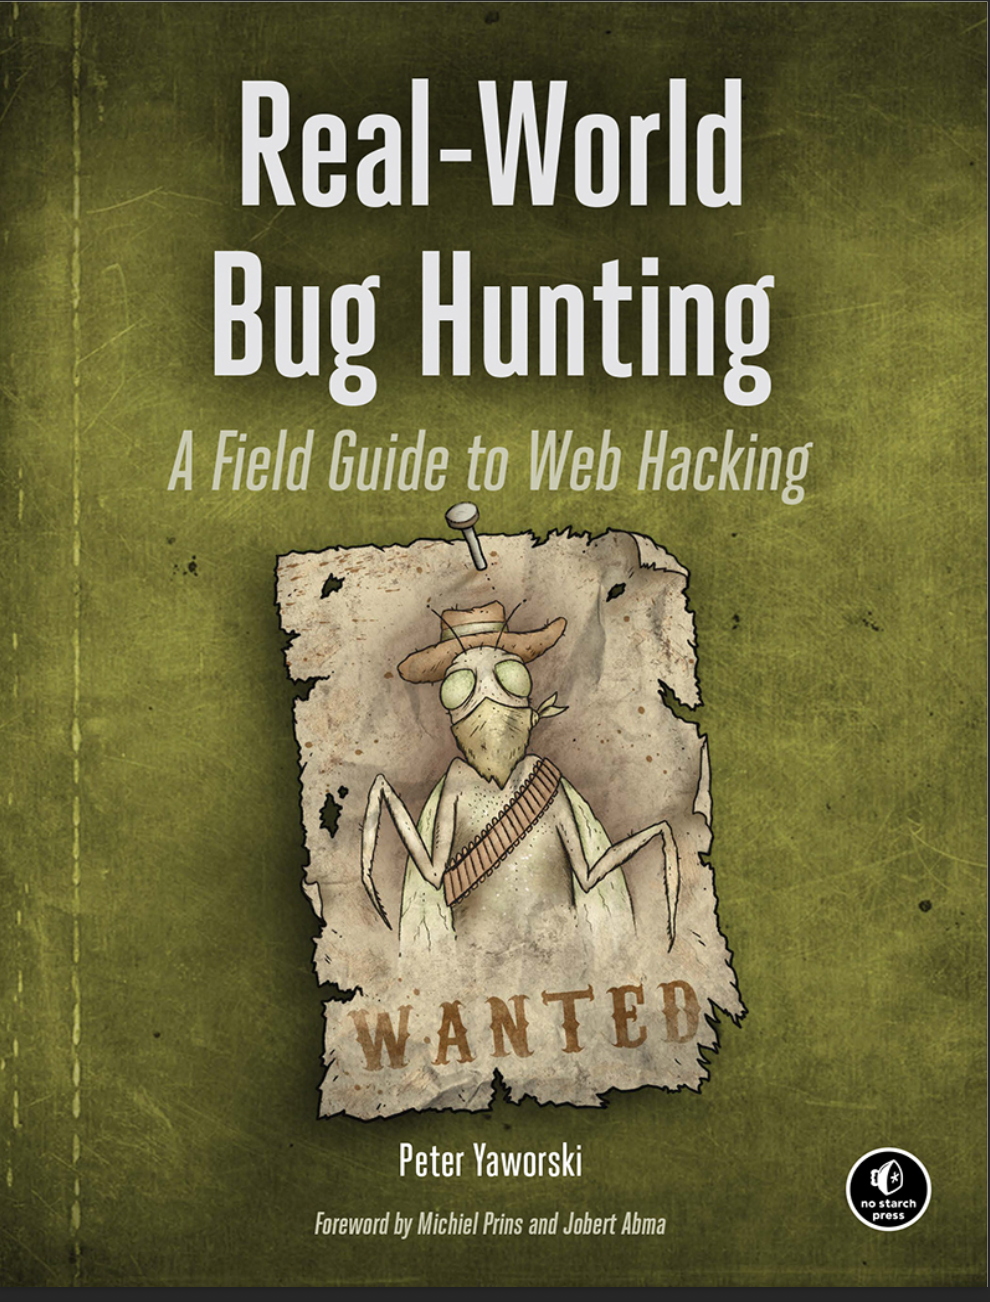 Real-World
Bug Hunting
A Field Guide to Web Hacking
WANTED
Peter Yaworski
no starch
press
Foreword by Michiel Prins and Jobert Abma